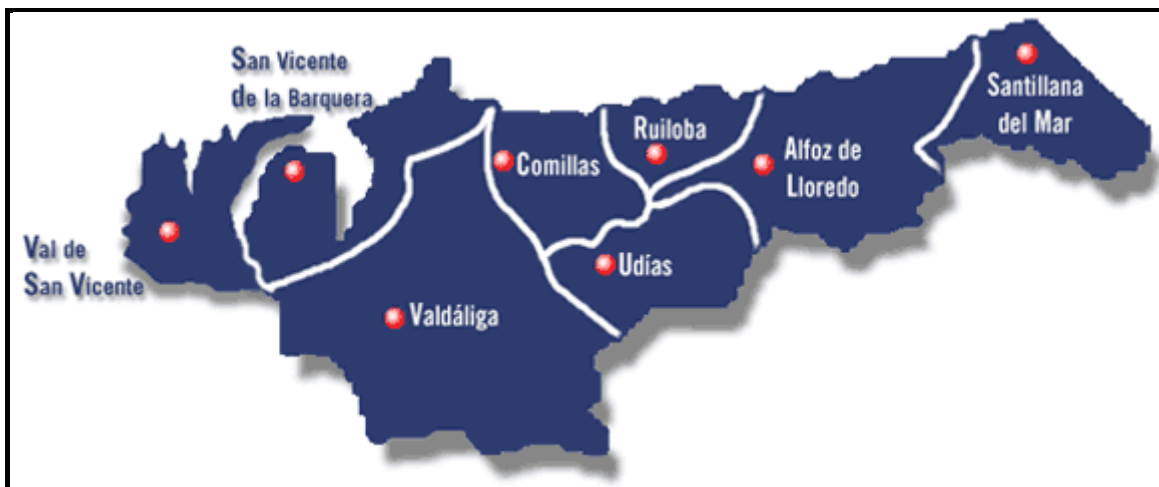 San Vicente
de la Barquera
Santillana
del Mar
Ruiloba
Comillas
Alfoz de
Lloredo
Val de
San Vicente
Udías
Valdáliga